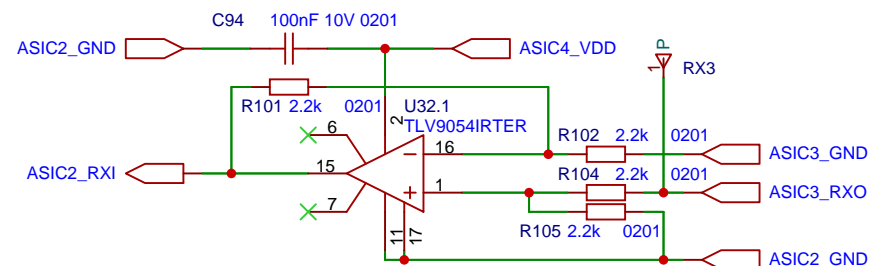 C94 100nF 10V 0201
ASIC2_GND
ASIC4_VDD
P
1 RX3
R101 2.2k 0201
U32.1
2
TLV9054IRTER
6
R102 2.2k 0201
16
ASIC3_GND
15
ASIC2_RXI
R104 2.2k 0201
1
ASIC3_RXO
7
R105 2.2k 0201
11
17
ASIC2_GND